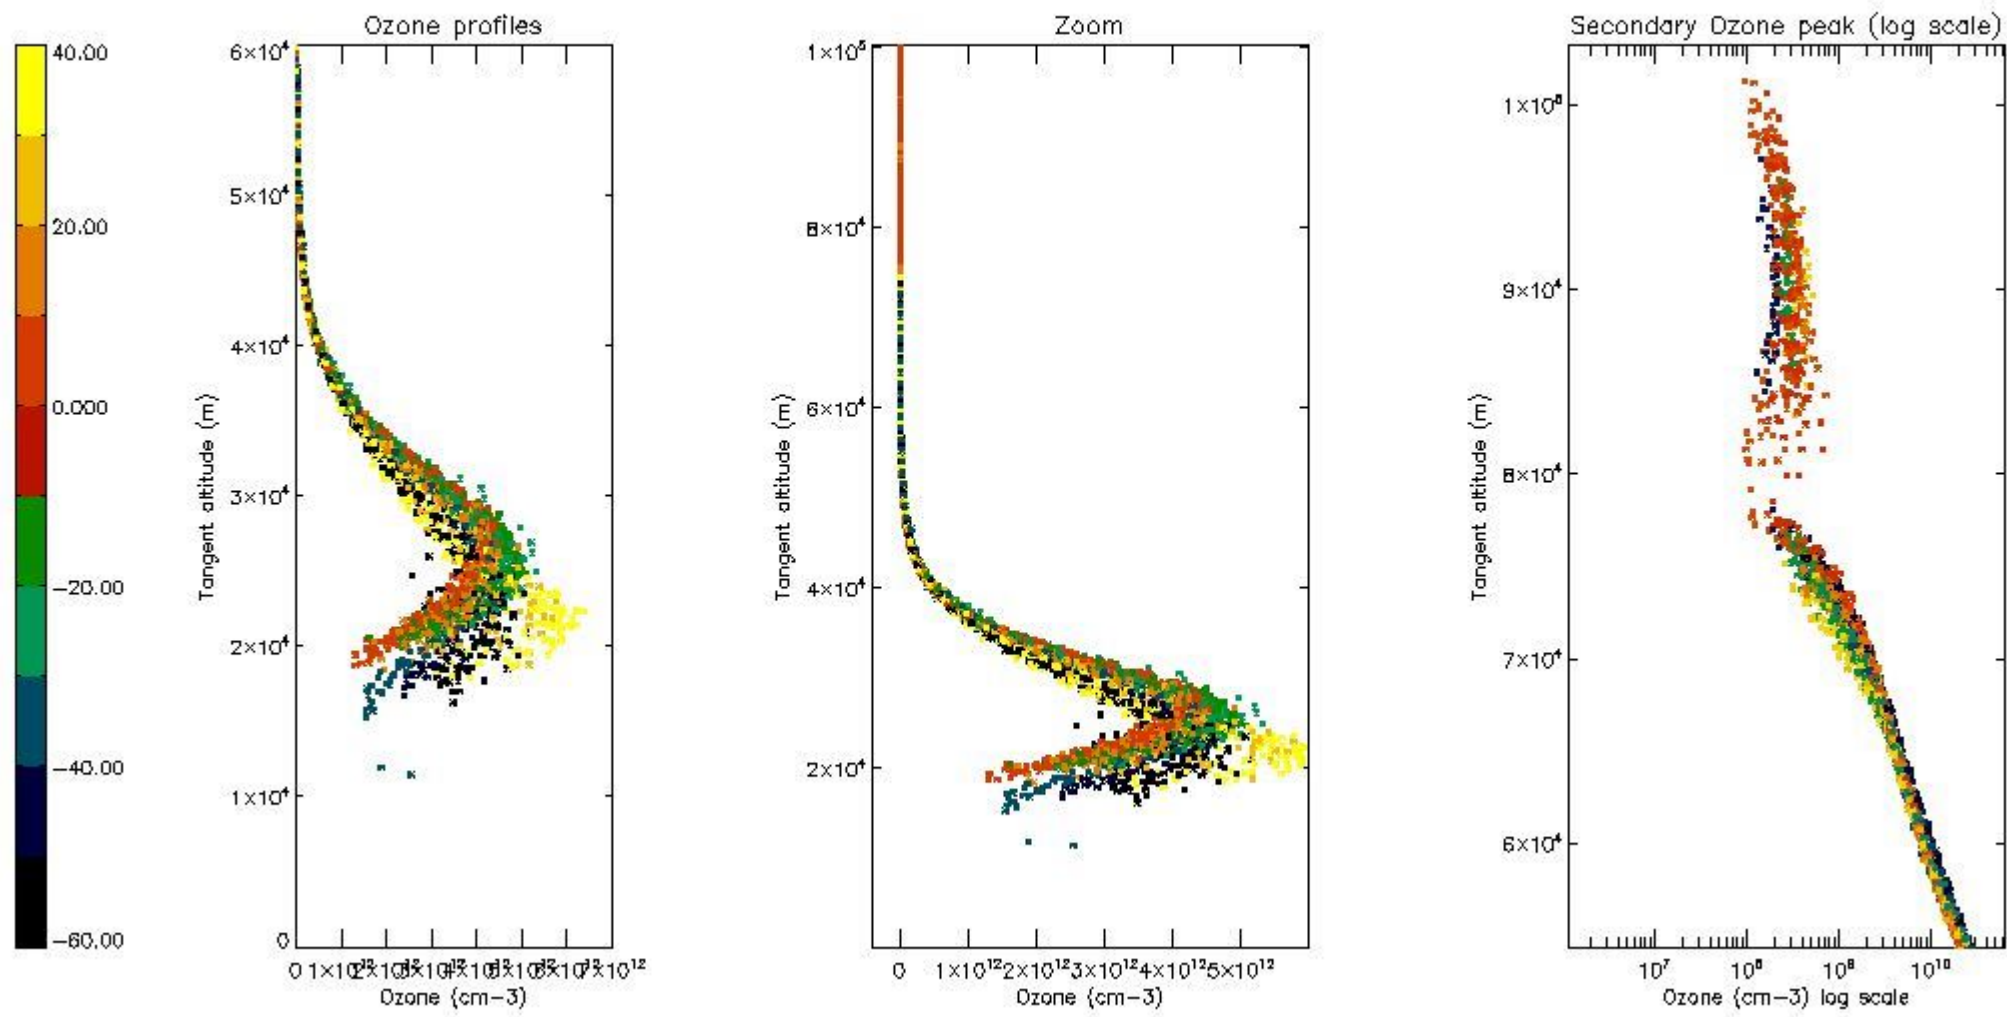 Ozone profiles
Zoom
Secondary Ozone peak (log scale)
40.00
20.00
0.000
−20.00
−40.00
−60.00
6×10⁴
5×10⁴
4×10⁴
3×10⁴
2×10⁴
1×10⁴
0
Tangent altitude (m)
0
Ozone (cm−3)
1×10⁵
8×10⁴
6×10⁴
4×10⁴
2×10⁴
Tangent altitude (m)
0 1×10¹² 2×10¹² 3×10¹² 4×10¹² 5×10¹²
Ozone (cm−3)
9×10⁴
8×10⁴
7×10⁴
6×10⁴
Tangent altitude (m)
10⁷ 10¹⁰
Ozone (cm−3) log scale